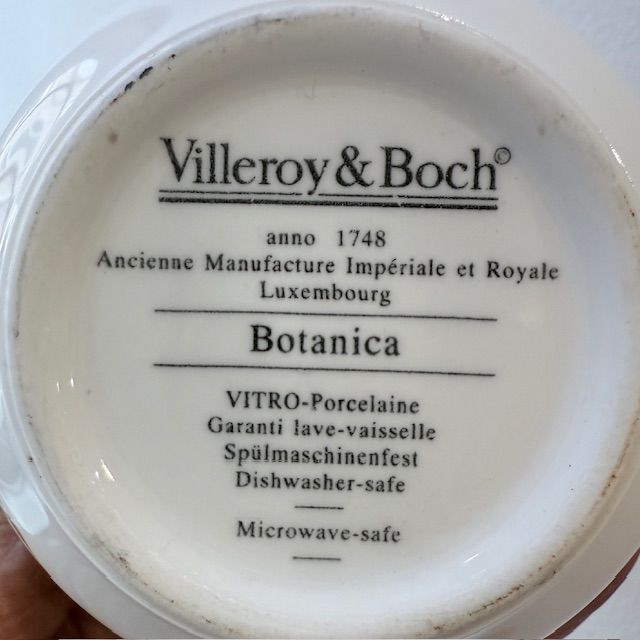 Villeroy & Boch©
anno 1748
Ancienne Manufacture Impériale et Royale
Luxembourg
Botanica
VITRO-Porcelaine
Garanti lave-vaisselle
Spülmaschinenfest
Dishwasher-safe
Microwave-safe